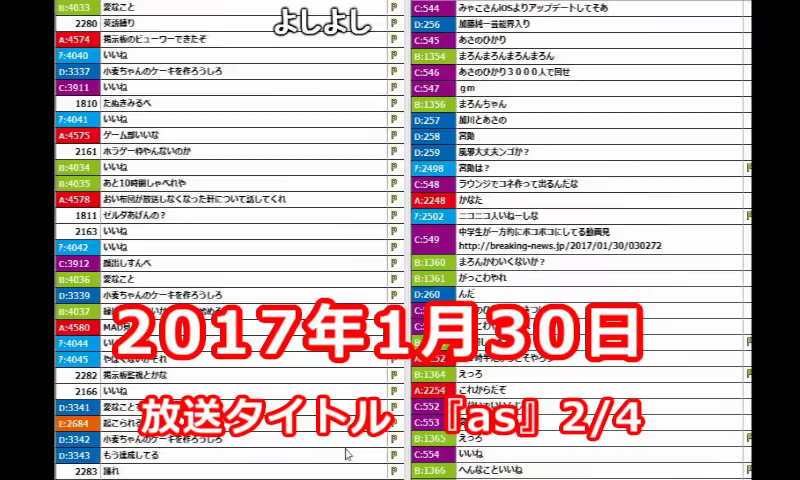 よしよし
B:4033 変なこと
2280 英語縛り
A:4574 掲示板のビューワーできたぞ
?:4040 いいね
D:3337 小麦ちゃんのケーキを作ろうしろ
C:3911 いいね
1810 たぬきみるべ
?:4041 いいね
A:4575 ゲーム部いいな
2161 ホラゲー枠やんないのか
B:4034 いいね
B:4035 あと10時間しゃべれや
A:4578 おい布団が放送しなくなった訳について話してくれ
1811 ゼルダあげんの？
2163 いいね
?:4042 いいね
C:3912 顔出しすんべ
B:4036 変なこと
D:3339 小麦ちゃんのケーキを作ろうしろ
B:4037
A:4580 MAD
?:4044
?:4045
2282 掲示板監視とかな
2166 いいね
D:3341 変なこと
E:2684 起こられる
D:3342 小麦ちゃんのケーキを作ろうしろ
D:3343 もう達成してる
2283 踊れ
C:544 みゃこさんiOSよりアップデートしてそあ
D:256 加藤純一芸能界入り
C:545 あさのひかり
B:1354 まろんまろんまろんまろん
C:546 あさのひかり３０００人で回せ
C:547 ｇｍ
B:1356 まろんちゃん
D:257 加川とあさの
D:258 宮助
D:259 風邪大丈夫ンゴか？
?:2498 宮助は？
C:548 ラウンジでコネ作って出るんだな
A:2248 かなた
?:2502 ニコニコ人いねーしな
C:549 中学生が一方的にボコボコにしてる動画見
http://breaking-news.jp/2017/01/30/030272
B:1360 まろんかわいくないか？
B:1361 がっこわやれ
D:260 んだ
B:1364 えっろ
A:2254 これからだぞ
C:552
C:553
B:1365 えっろ
C:554 いいね
B:1366 へんなこといいね
2017年1月30日
放送タイトル 『as』2/4